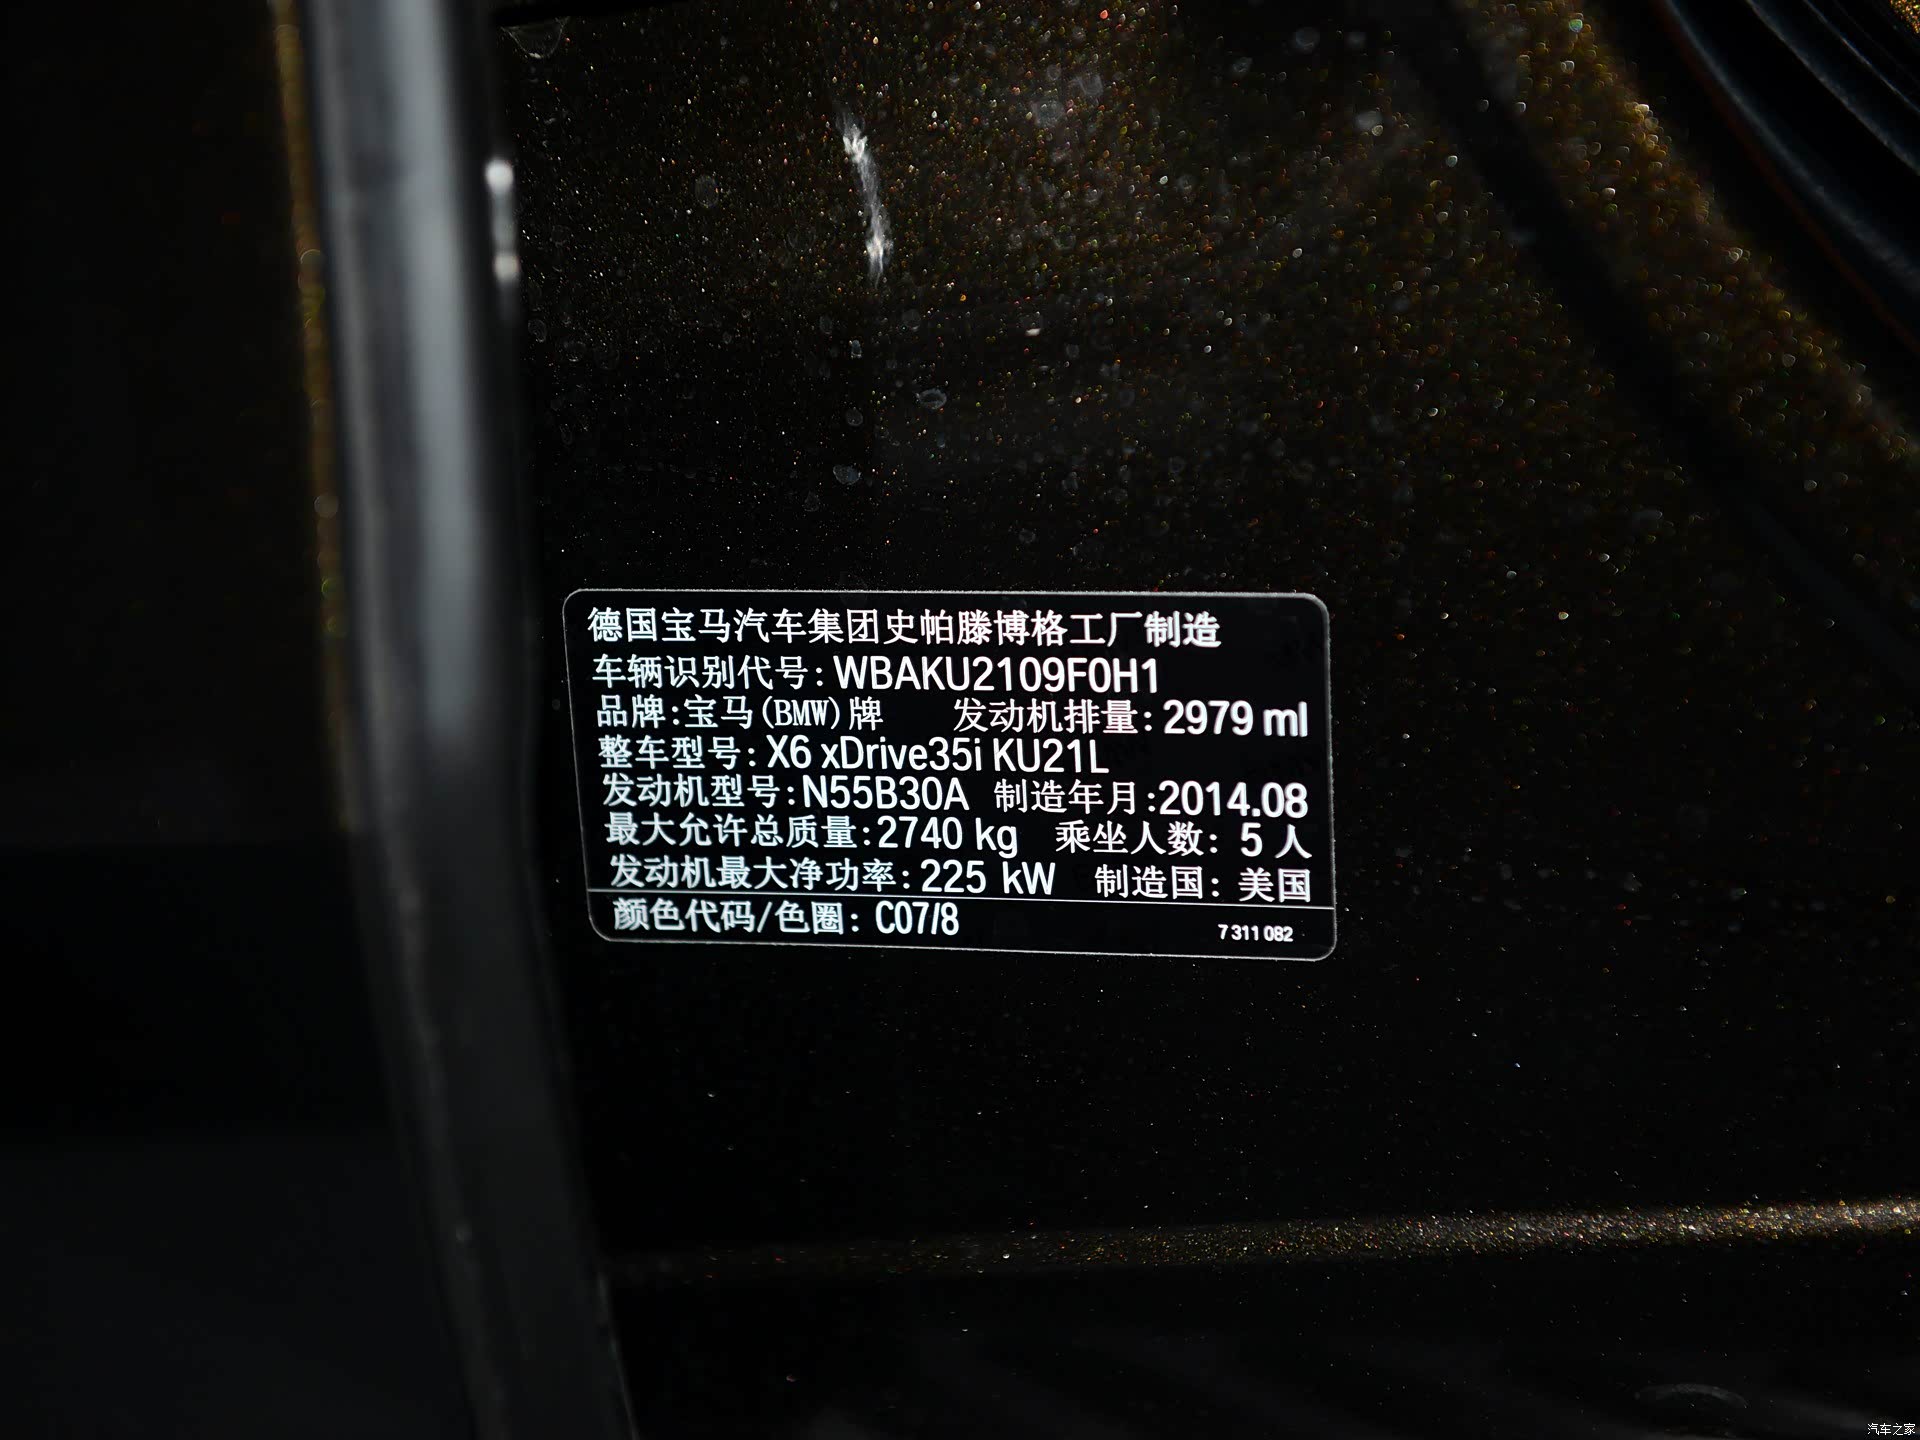 德国宝马汽车集团史帕滕博格工厂制造
车辆识别代号: WBAKU2109F0H1
品牌:宝马(BMW)牌 发动机排量: 2979 ml
整车型号: X6 xDrive35i KU21L
发动机型号:N55B30A 制造年月:2014.08
最大允许总质量:2740 kg 乘坐人数: 5 人
发动机最大净功率: 225 kW 制造国: 美国
颜色代码/色圈: C07/8 7 311 082
汽车之家